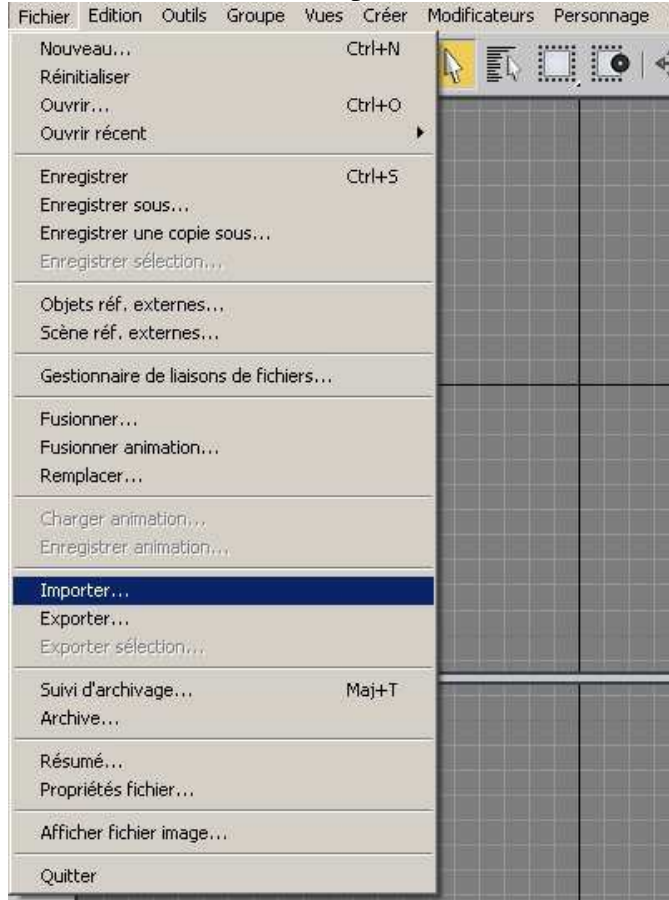 Fichier Edition Outils Groupe Vues Créer Modificateurs Personnage
Nouveau... Ctrl+N
Réinitialiser
Ouvrir... Ctrl+O
Ouvrir récent
Enregistrer Ctrl+S
Enregistrer sous...
Enregistrer une copie sous...
Enregistrer sélection...
Objets réf. externes...
Scène réf. externes...
Gestionnaire de liaisons de fichiers...
Fusionner...
Fusionner animation...
Remplacer...
Charger animation...
Enregistrer animation...
Importer...
Exporter...
Exporter sélection...
Suivi d'archivage... Maj+T
Archive...
Résumé...
Propriétés fichier...
Afficher fichier image...
Quitter